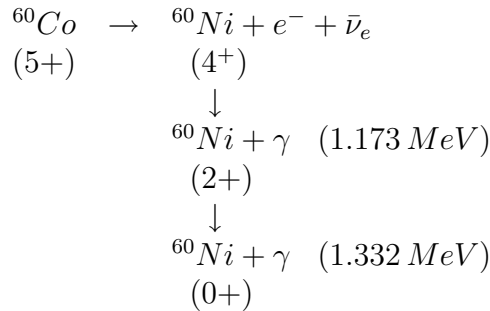 ⁶⁰Co → ⁶⁰Ni + e⁻ + ν̄ₑ
(5+) (4⁺)
↓
⁶⁰Ni + γ (1.173 MeV)
(2+)
↓
⁶⁰Ni + γ (1.332 MeV)
(0+)